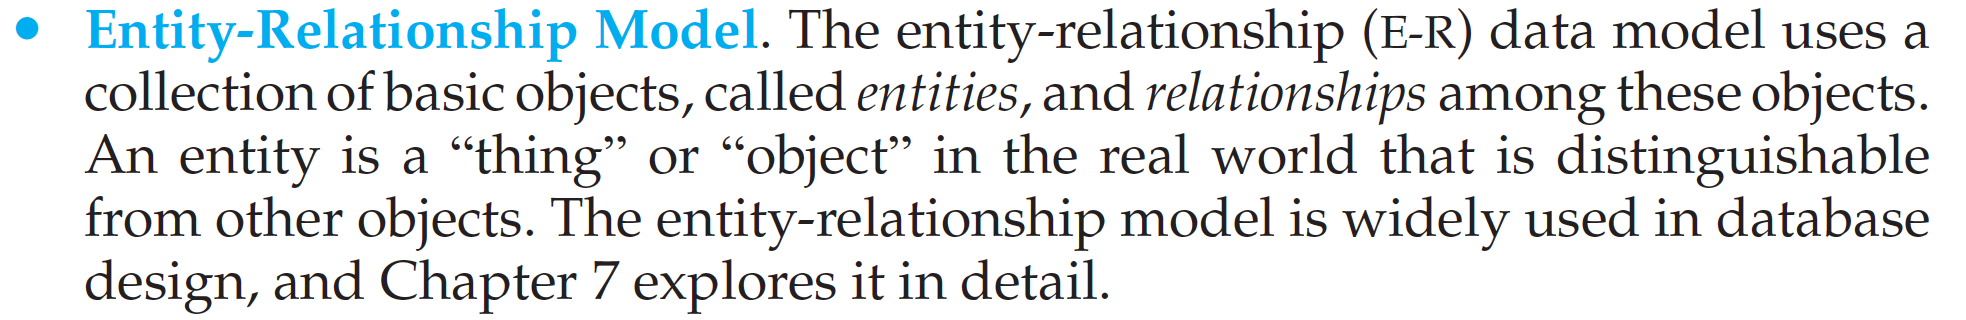 • Entity-Relationship Model. The entity-relationship (E-R) data model uses a
collection of basic objects, called entities, and relationships among these objects.
An entity is a “thing” or “object” in the real world that is distinguishable
from other objects. The entity-relationship model is widely used in database
design, and Chapter 7 explores it in detail.